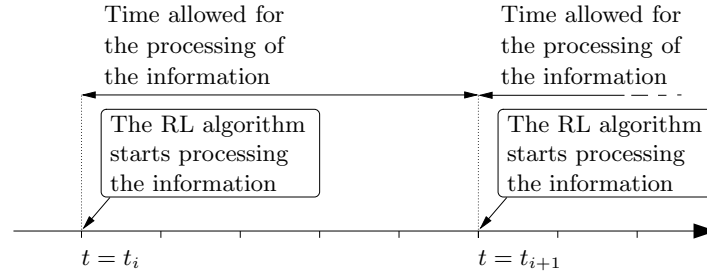 Time allowed for
the processing of
the information
Time allowed for
the processing of
the information
The RL algorithm
starts processing
the information
The RL algorithm
starts processing
the information
t = t_i
t = t_{i+1}